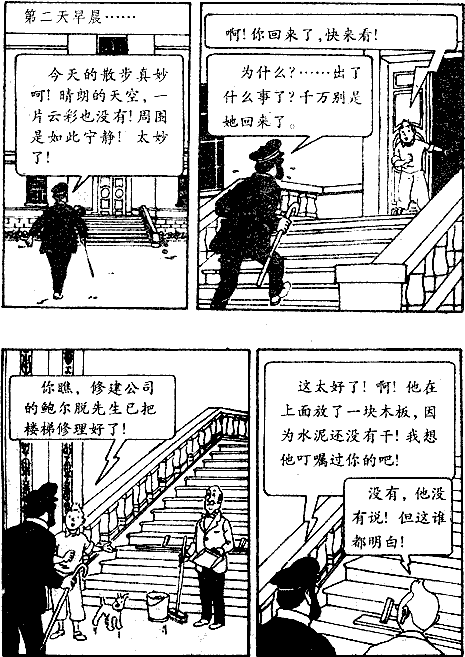 第二天早晨……
今天的散步真妙
呵！晴朗的天空，一
片云彩也没有！周围
是如此宁静！太妙
了！
啊！你回来了，快来看！
为什么？……出了
什么事了？千万别是
她回来了。
你瞧，修建公司
的鲍尔脱先生已把
楼梯修理好了！
这太好了！啊！他在
上面放了一块木板，因
为水泥还没有干！我想
他叮嘱过你的吧！
没有，他没
有说！但这谁
都明白！